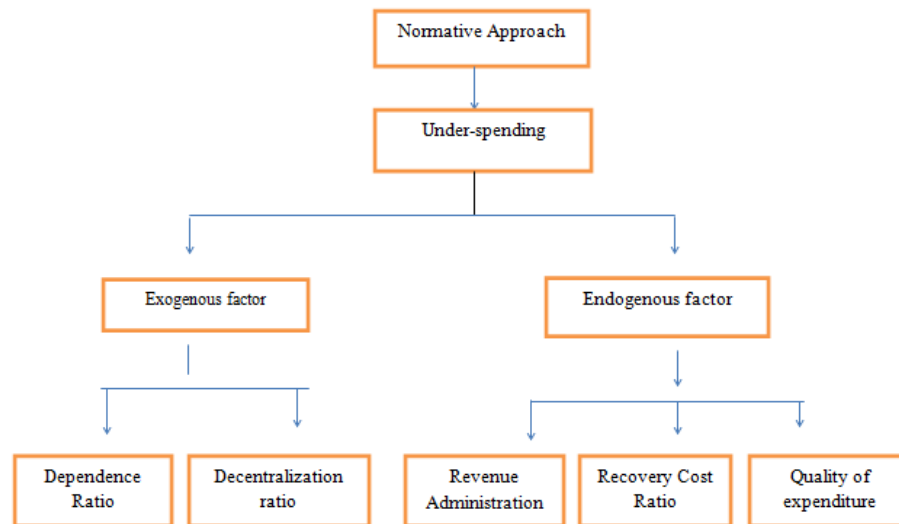 Normative Approach
Under-spending
Exogenous factor
Endogenous factor
Dependence
Ratio
Decentralization
ratio
Revenue
Administration
Recovery Cost
Ratio
Quality of
expenditure